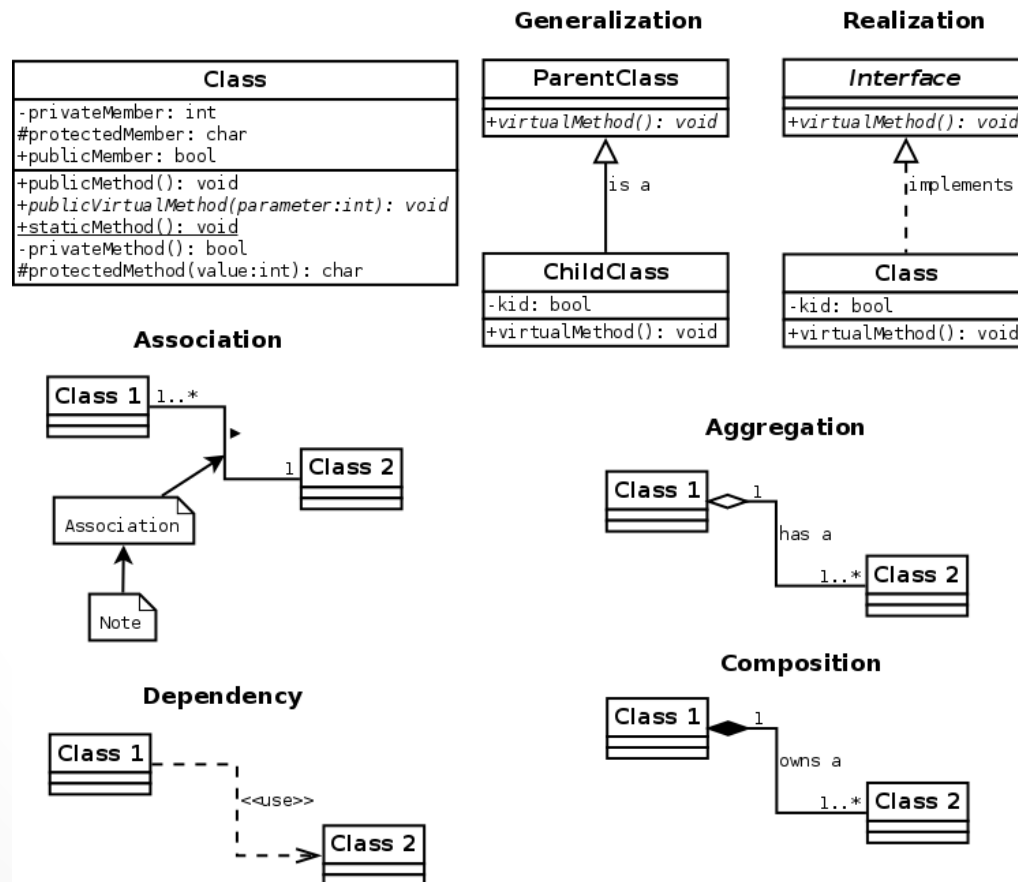 Generalization
Realization
Class
-privateMember: int
#protectedMember: char
+publicMember: bool
+publicMethod(): void
+publicVirtualMethod(parameter:int): void
+staticMethod(): void
-privateMethod(): bool
#protectedMethod(value:int): char
ParentClass
+virtualMethod(): void
is a
ChildClass
-kid: bool
+virtualMethod(): void
Interface
+virtualMethod(): void
implements
Class
-kid: bool
+virtualMethod(): void
Association
Class 1
1..*
1
Class 2
Association
Note
Aggregation
Class 1
1
has a
1..*
Class 2
Dependency
Class 1
<<use>>
Class 2
Composition
Class 1
1
owns a
1..*
Class 2